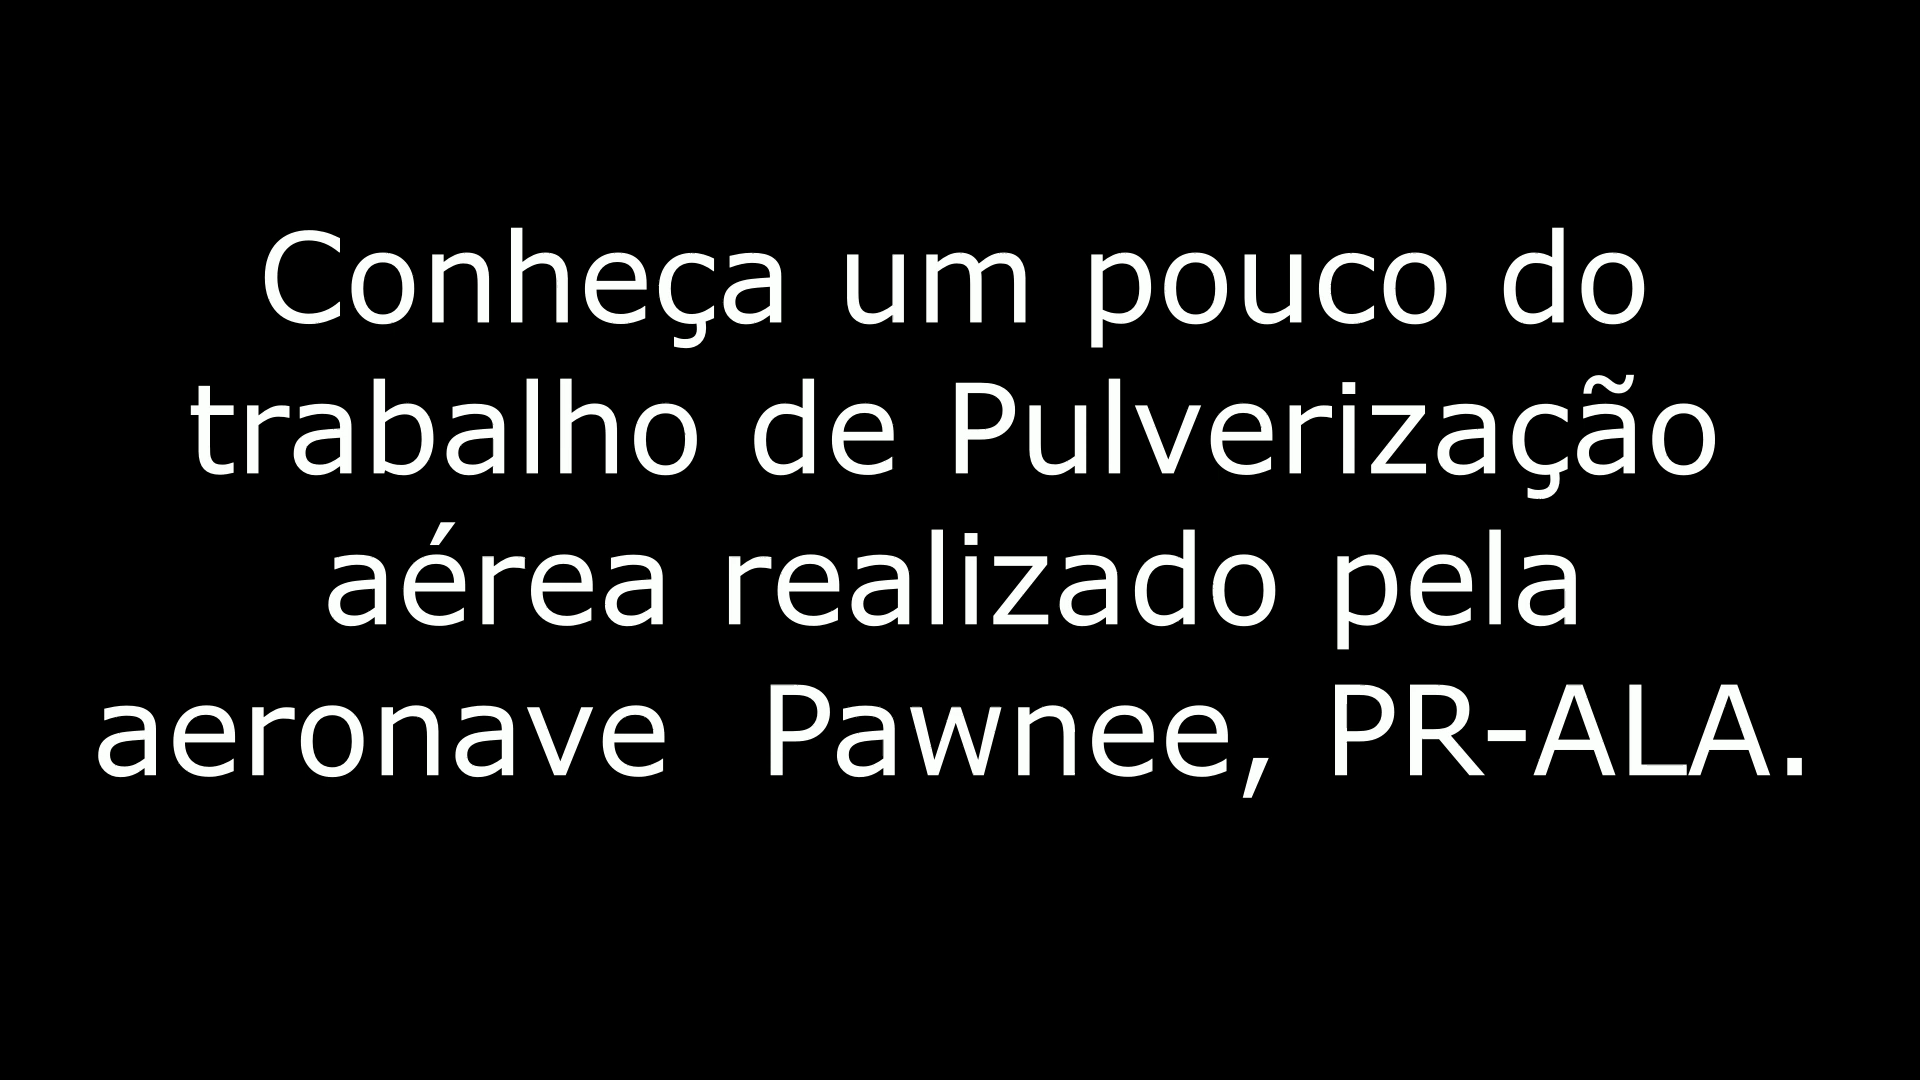 Conheça um pouco do
trabalho de Pulverização
aérea realizado pela
aeronave  Pawnee, PR-ALA.